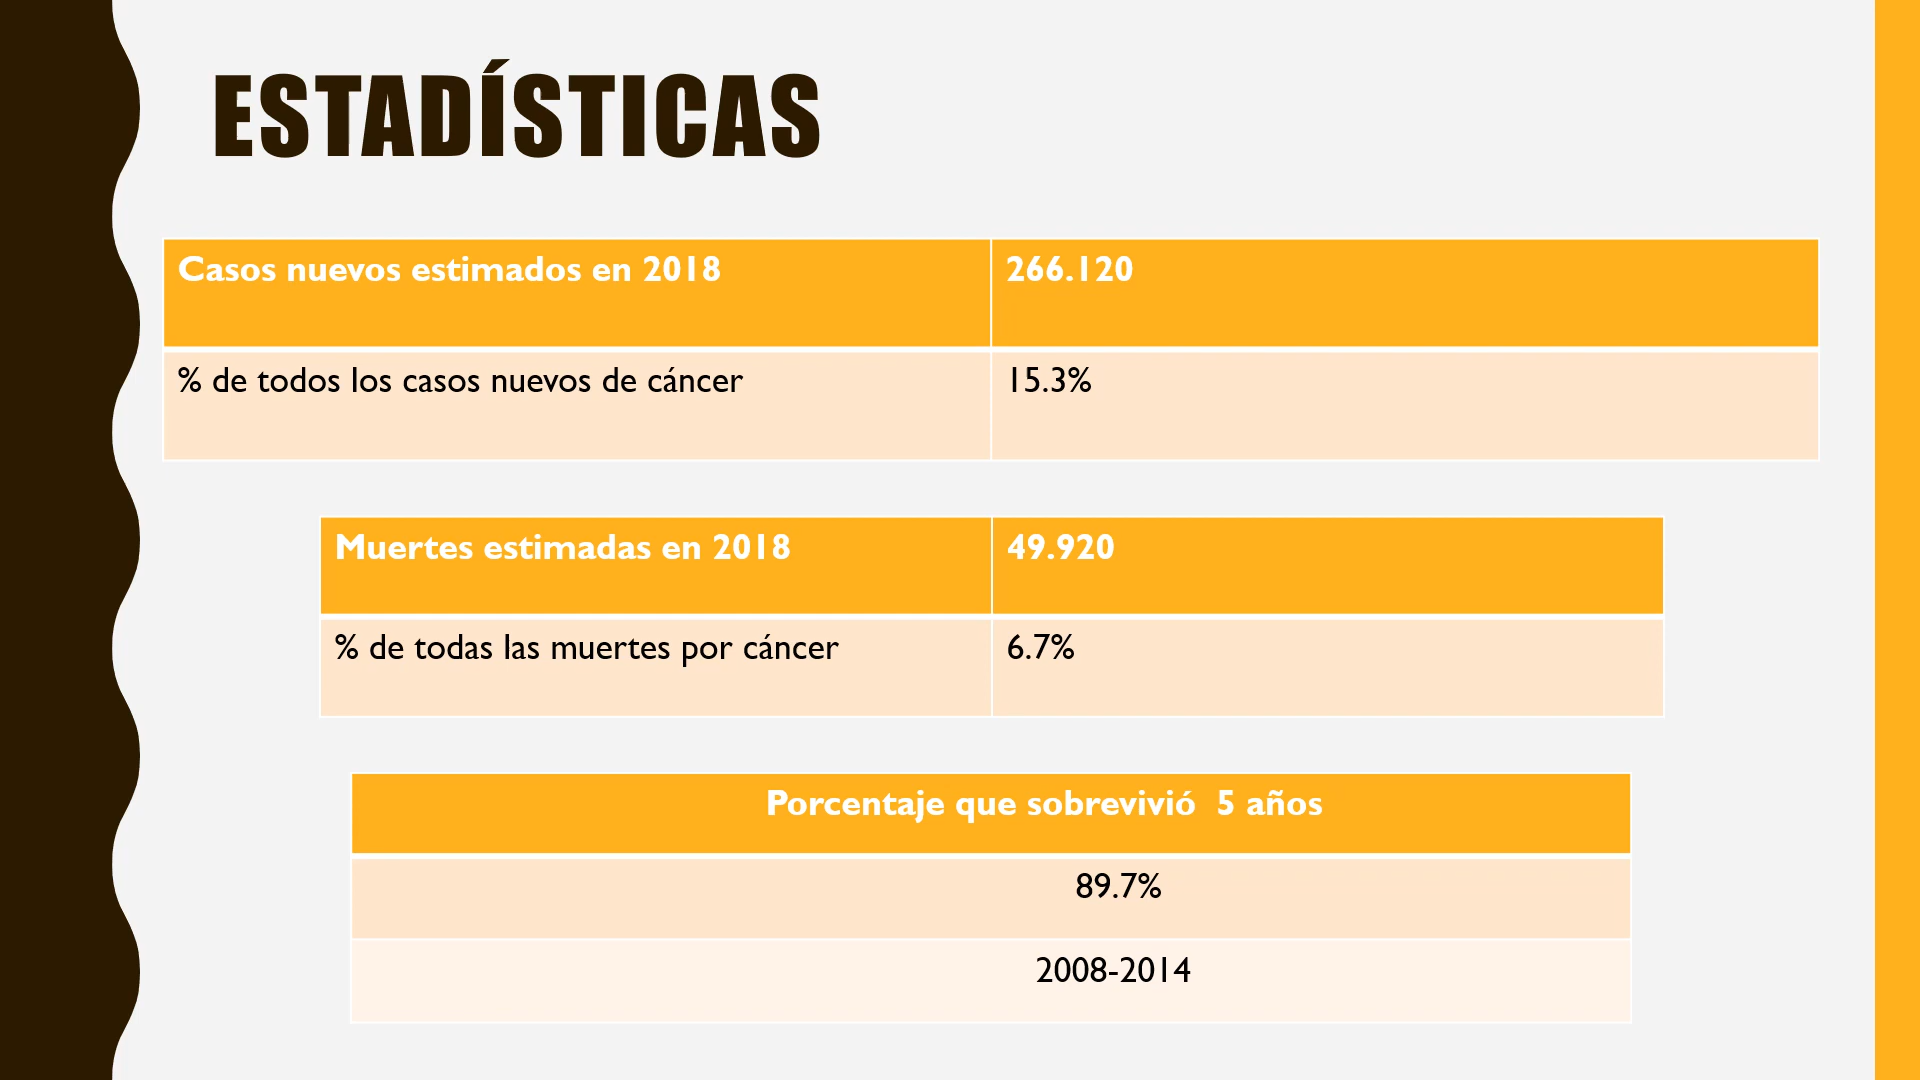 ESTADÍSTICAS
Casos nuevos estimados en 2018 266.120
% de todos los casos nuevos de cáncer 15.3%
Muertes estimadas en 2018 49.920
% de todas las muertes por cáncer 6.7%
Porcentaje que sobrevivió 5 años
89.7%
2008-2014